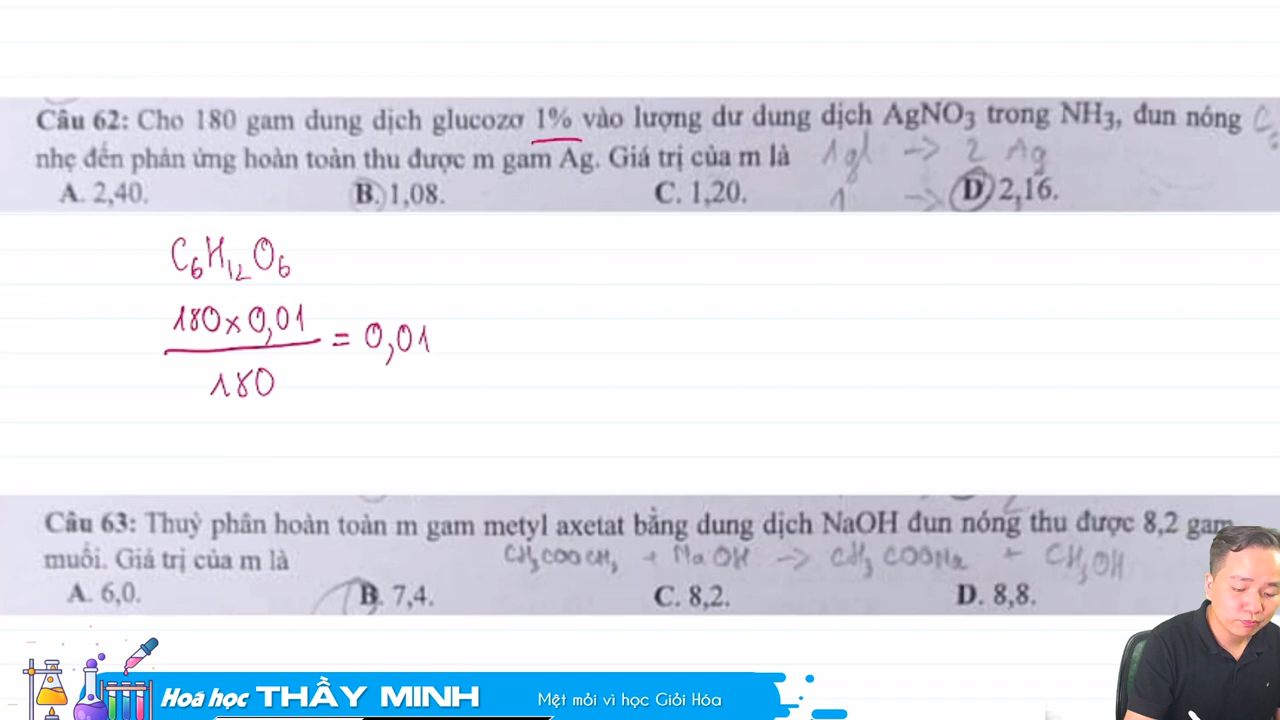 Câu 62: Cho 180 gam dung dịch glucozơ 1% vào lượng dư dung dịch AgNO3 trong NH3, đun nóng
nhẹ đến phản ứng hoàn toàn thu được m gam Ag. Giá trị của m là 1 gl -> 2 Ag
A. 2,40. B. 1,08. C. 1,20. 1 -> D. 2,16.
C6H12O6
180 x 0,01 = 0,01
180
Câu 63: Thuỷ phân hoàn toàn m gam metyl axetat bằng dung dịch NaOH đun nóng thu được 8,2 gam
muối. Giá trị của m là CH3COOCH3 + NaOH -> CH3COONa + CH3OH
A. 6,0. B. 7,4. C. 8,2. D. 8,8.
Hoá học THẦY MINH Mệt mỏi vì học Giỏi Hóa